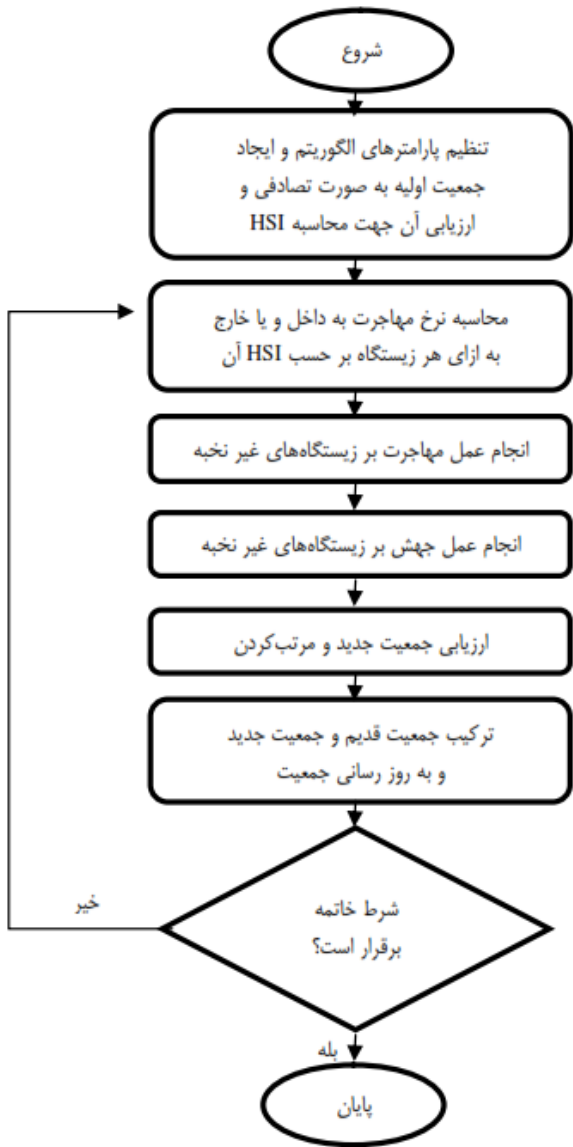 شروع
تنظیم پارامترهای الگوریتم و ایجاد
جمعیت اولیه به صورت تصادفی و
ارزیابی آن جهت محاسبه HSI
محاسبه نرخ مهاجرت به داخل و یا خارج
به ازای هر زیستگاه بر حسب HSI آن
انجام عمل مهاجرت بر زیستگاه‌های غیر نخبه
انجام عمل جهش بر زیستگاه‌های غیر نخبه
ارزیابی جمعیت جدید و مرتب‌کردن
ترکیب جمعیت قدیم و جمعیت جدید
و به روز رسانی جمعیت
شرط خاتمه
برقرار است؟
خیر
بله
پایان